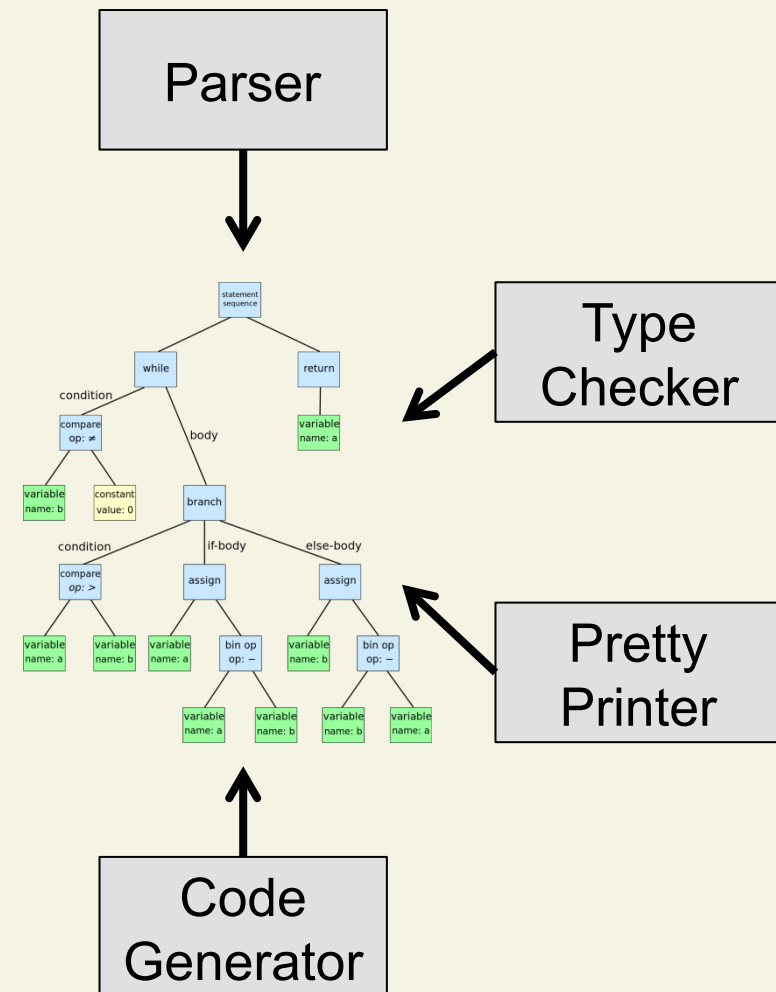 Parser
statement
sequence
while
return
condition
compare
op: ≠
body
variable
name: a
variable
name: b
constant
value: 0
branch
Type
Checker
condition
if-body
else-body
compare
op: >
assign
assign
variable
name: a
variable
name: b
variable
name: a
bin op
op: −
variable
name: b
bin op
op: −
variable
name: a
variable
name: b
variable
name: b
variable
name: a
Pretty
Printer
Code
Generator